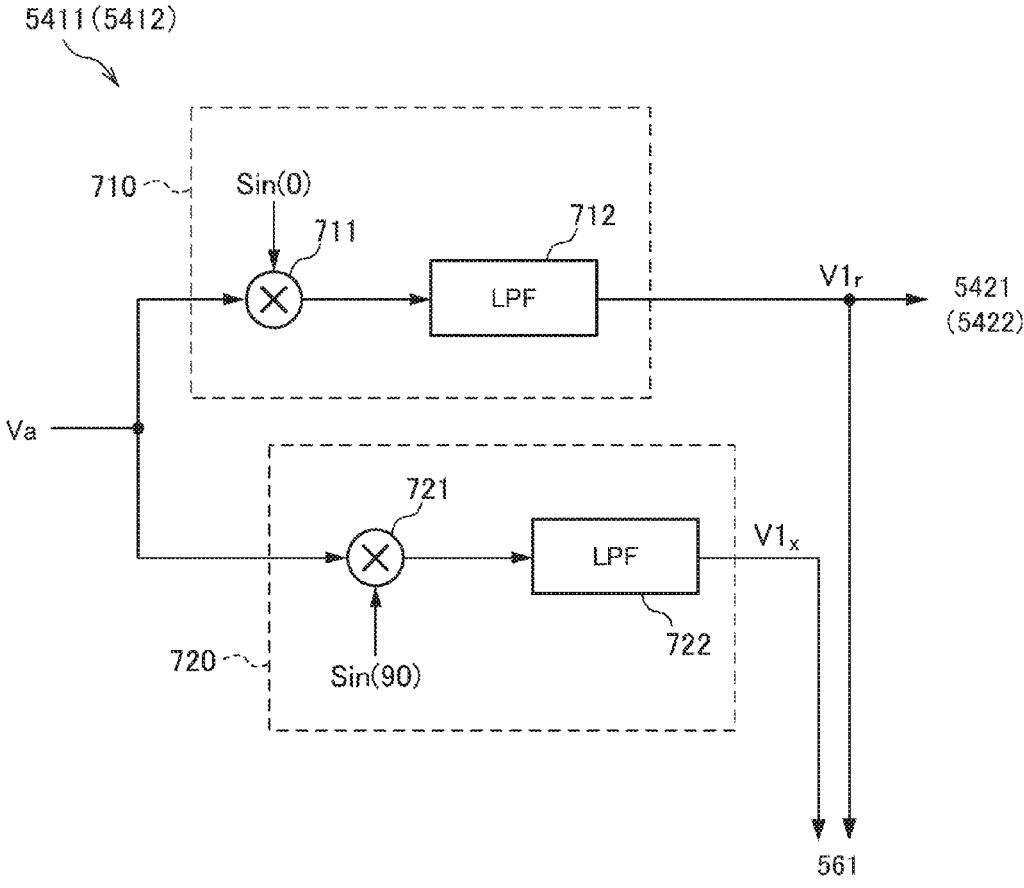 5411 (5412)
710
Sin(0)
711
712
LPF
V1r
5421
(5422)
Va
721
LPF
V1x
722
720
Sin(90)
561